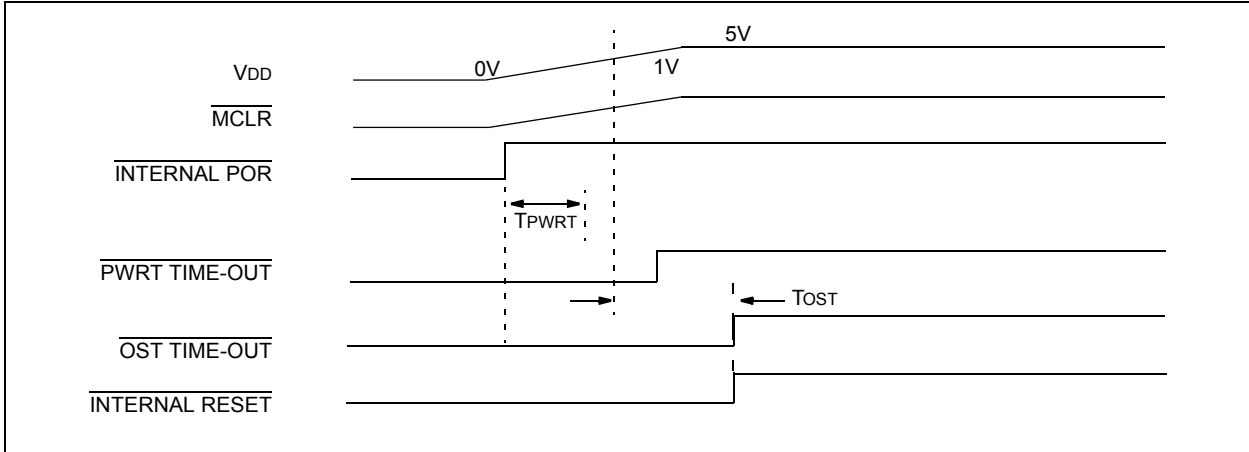 5V
0V
1V
VDD
MCLR
INTERNAL POR
TPWRT
PWRT TIME-OUT
TOST
OST TIME-OUT
INTERNAL RESET